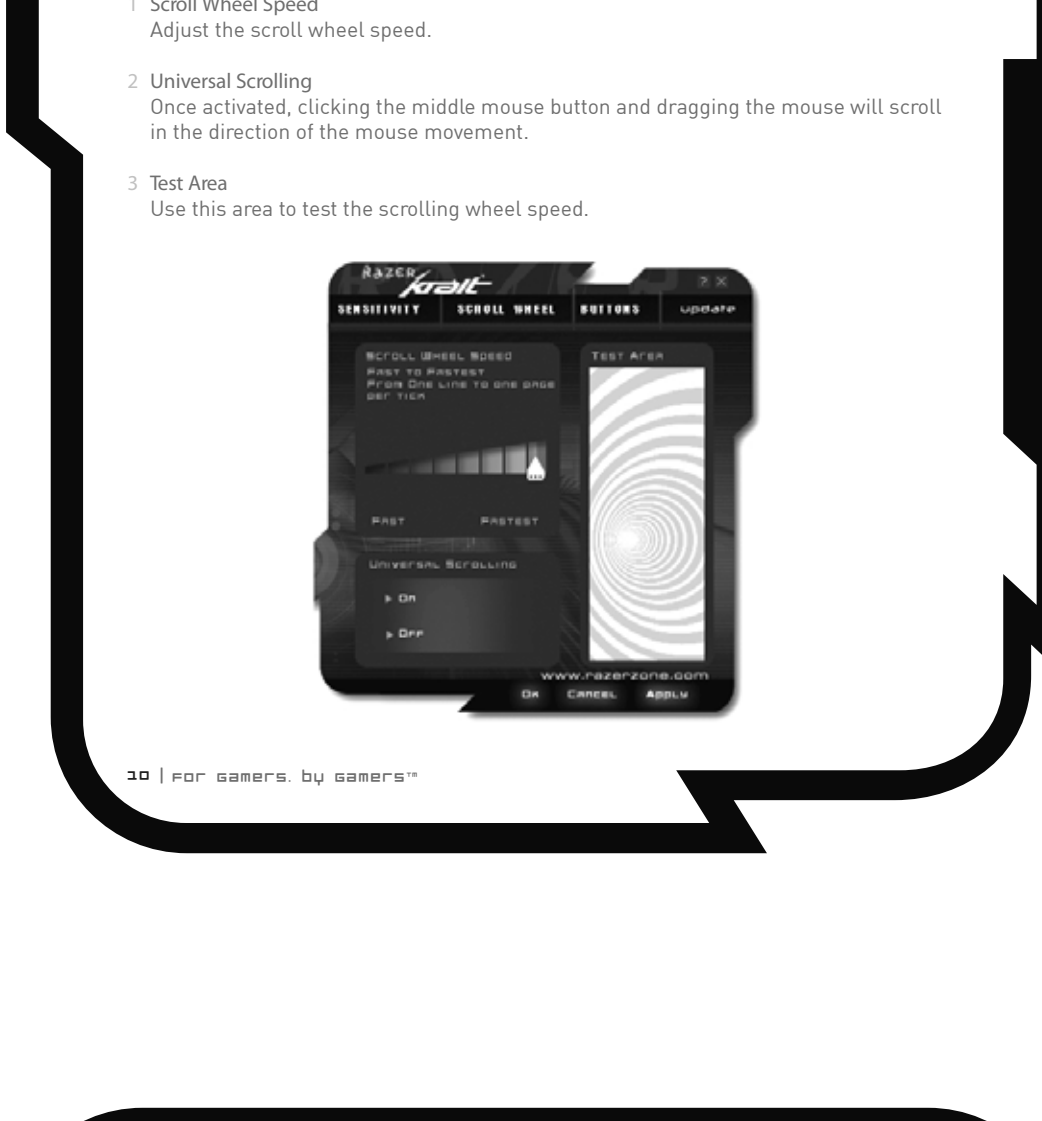 1 Scroll Wheel Speed
Adjust the scroll wheel speed.
2 Universal Scrolling
Once activated, clicking the middle mouse button and dragging the mouse will scroll
in the direction of the mouse movement.
3 Test Area
Use this area to test the scrolling wheel speed.
RAZER
krait
? X
SENSITIVITY SCROLL WHEEL BUTTONS update
Scroll Wheel Speed
Fast to Fastest
From One line to one page
per tick
Test Area
Fast Fastest
Universal Scrolling
On
Off
www.razerzone.com
Ok Cancel Apply
10 | For gamers. by gamers™